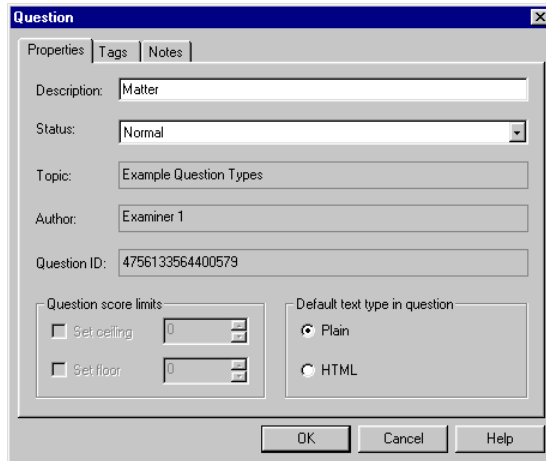 Question
Properties Tags Notes
Description: Matter
Status: Normal
Topic: Example Question Types
Author: Examiner 1
Question ID: 4756133564400579
Question score limits Default text type in question
Set ceiling 0 Plain
Set floor 0 HTML
OK Cancel Help